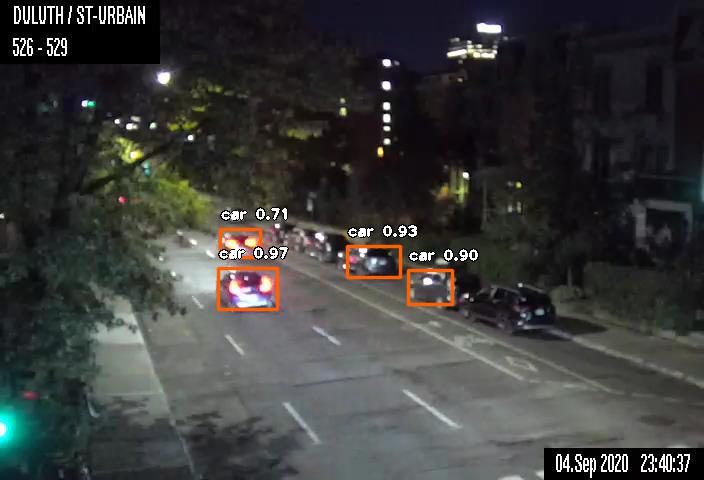 DULUTH / ST-URBAIN
526 - 529
car 0.71
car 0.93
car 0.97
car 0.90
04.Sep 2020 23:40:37